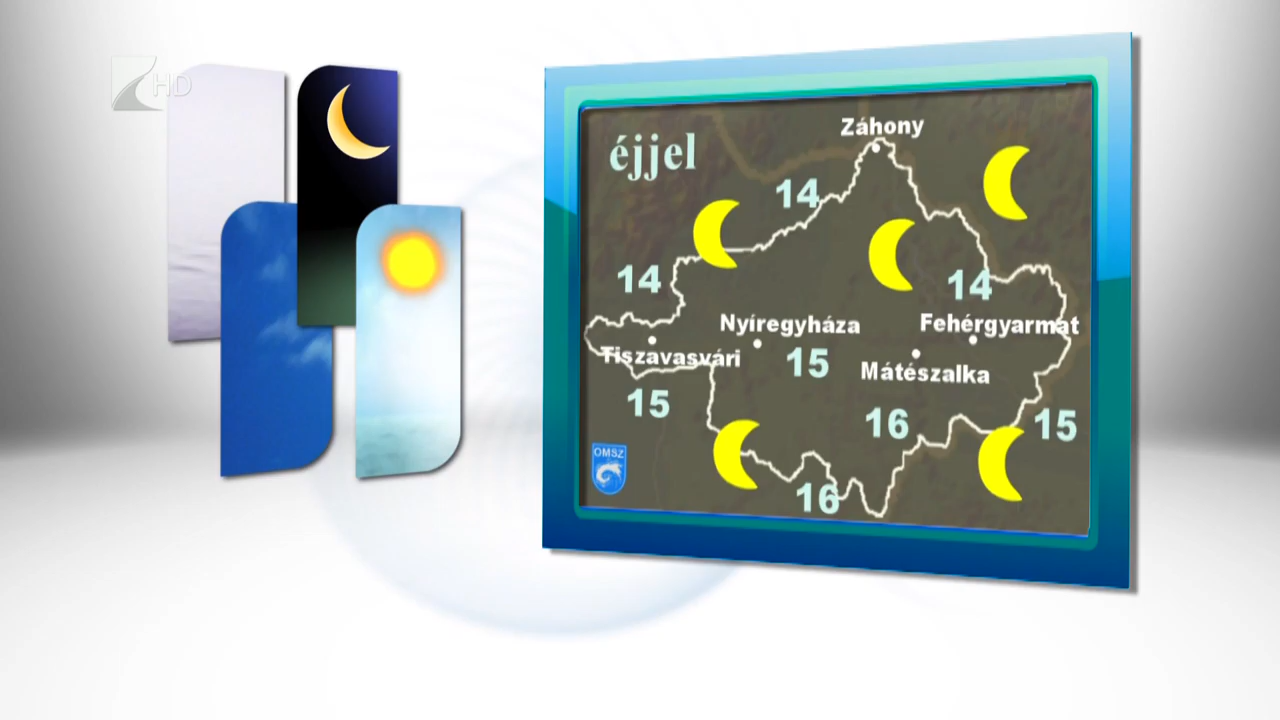 HD
éjjel
Záhony
14
14
14
Nyíregyháza
Fehérgyarmat
Tiszavasvári
15
Mátészalka
15
16
15
16
OMSZ